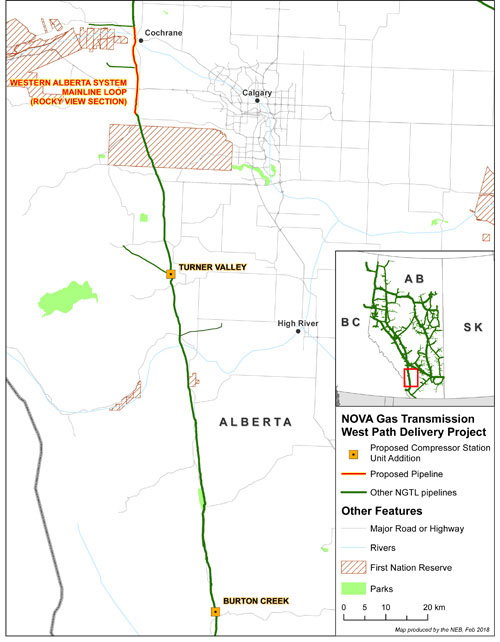 Cochrane
WESTERN ALBERTA SYSTEM
MAINLINE LOOP
(ROCKY VIEW SECTION)
Calgary
TURNER VALLEY
High River
ALBERTA
BURTON CREEK
A B
B C
S K
NOVA Gas Transmission
West Path Delivery Project
Proposed Compressor Station
Unit Addition
Proposed Pipeline
Other NGTL pipelines
Other Features
Major Road or Highway
Rivers
First Nation Reserve
Parks
0 5 10 20 km
Map produced by the NEB, Feb 2018